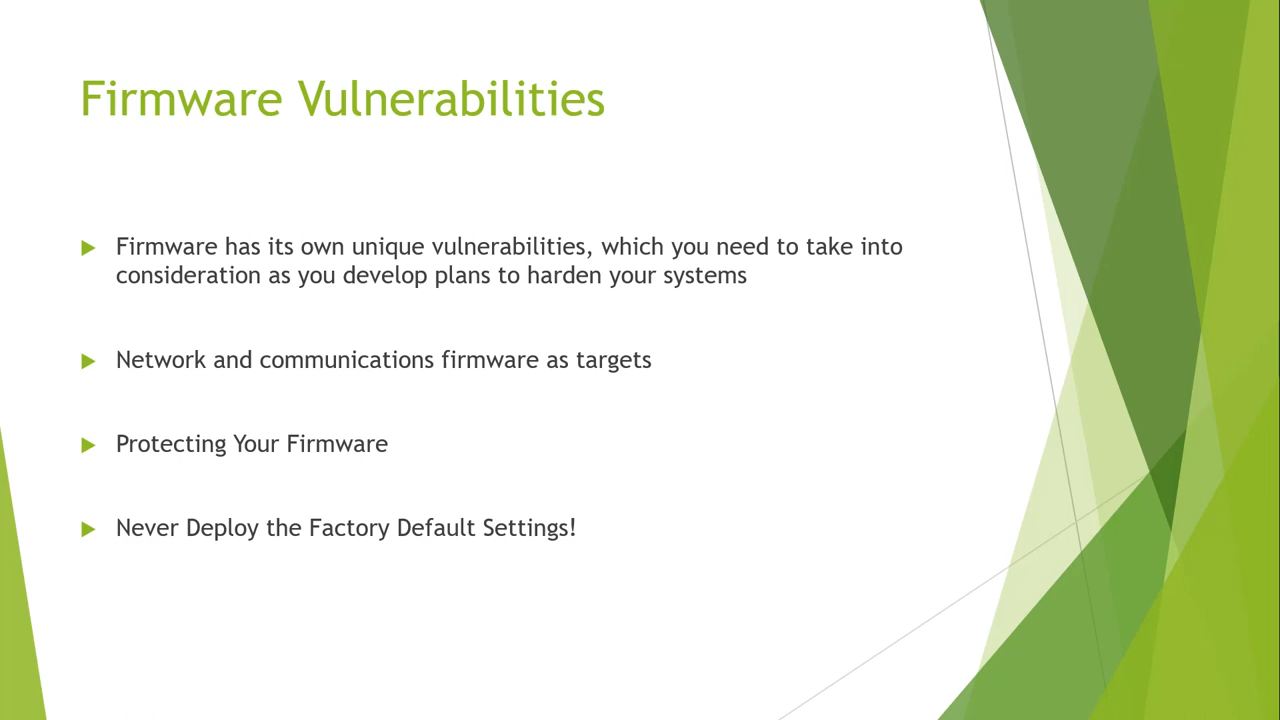 Firmware Vulnerabilities
Firmware has its own unique vulnerabilities, which you need to take into
consideration as you develop plans to harden your systems
Network and communications firmware as targets
Protecting Your Firmware
Never Deploy the Factory Default Settings!